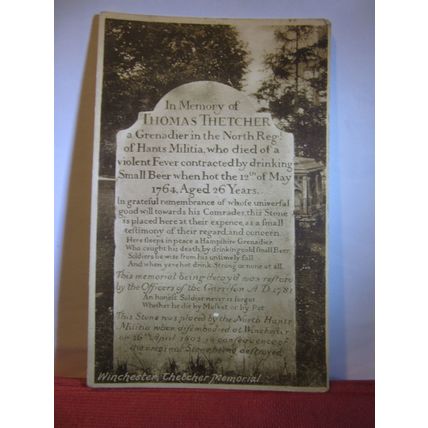 In Memory of
THOMAS THETCHER
a Grenadier in the North Reg.t
of Hants Militia, who died of a
violent Fever contracted by drinking
Small Beer when hot the 12th of May
1764, Aged 26 Years.
In grateful remembrance of whose universal
good will towards his Comrades, this Stone
is placed here at their expence, as a small
testimony of their regard and concern.
Here sleeps in peace a Hampshire Grenadier,
Who caught his death by drinking cold small Beer,
Soldiers be wise from his untimely fall
And when ye're hot drink Strong or none at all.
This memorial being decay'd was restor'd
by the Officers of the Garrison A.D. 1781
An honest Soldier never is forgot
Whether he die by Musket or by Pot.
This Stone was placed by the North Hants
Militia when disembodied at Winchester
on 26th April 1802 in consequence of
the original Stone being destroyed
Winchester, Thetcher Memorial